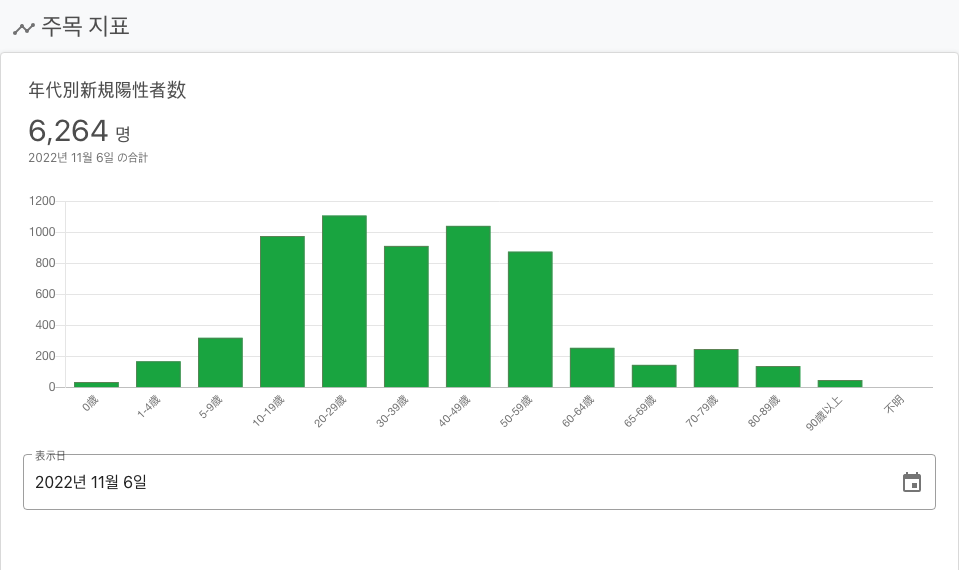 주목 지표
年代別新規陽性者数
6,264 명
2022년 11월 6일 の合計
1200
1000
800
600
400
200
0
0歳
1-4歳
5-9歳
10-19歳
20-29歳
30-39歳
40-49歳
50-59歳
60-64歳
65-69歳
70-79歳
80-89歳
90歳以上
不明
表示日
2022년 11월 6일